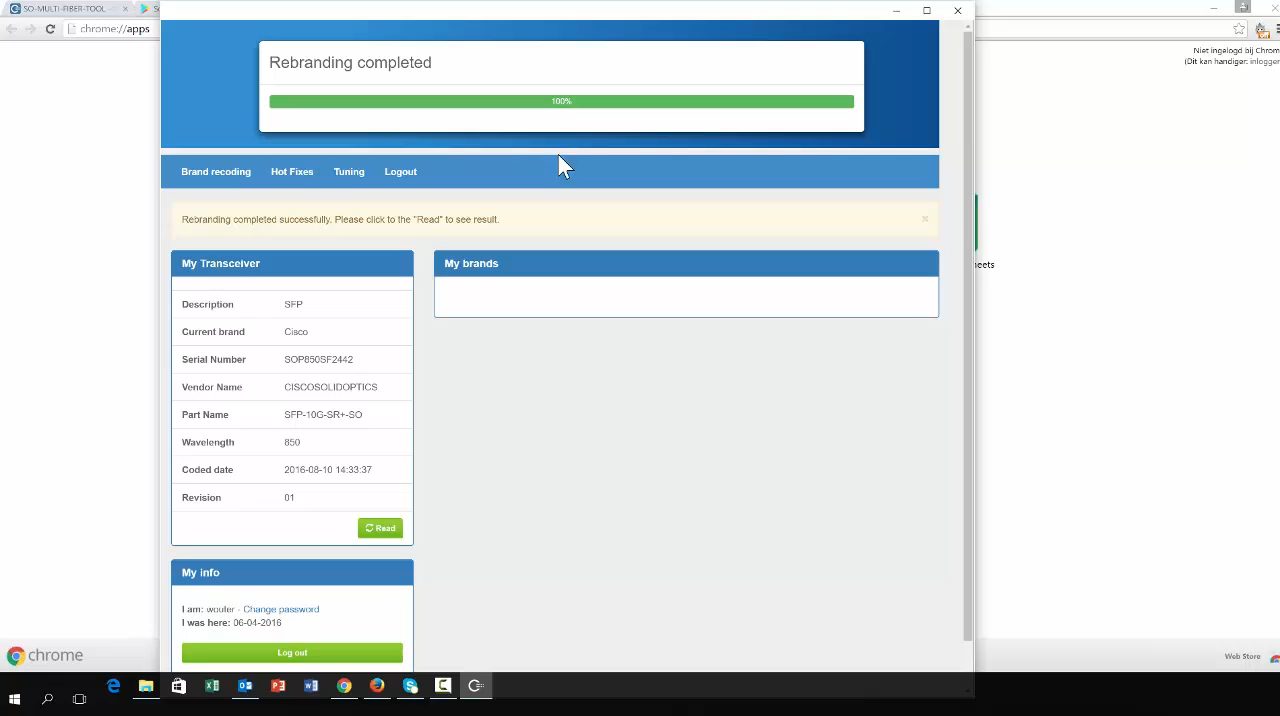 SO-MULTI-FIBER-TOOL -
chrome://apps
Niet ingelogd bij Chrom
(Dit kan handiger: inlogger
Rebranding completed
100%
Brand recoding Hot Fixes Tuning Logout
Rebranding completed successfully. Please click to the "Read" to see result.
My Transceiver
Description SFP
Current brand Cisco
Serial Number SOP850SF2442
Vendor Name CISCOSOLIDOPTICS
Part Name SFP-10G-SR+-SO
Wavelength 850
Coded date 2016-08-10 14:33:37
Revision 01
Read
My brands
heets
My info
I am: wouter - Change password
I was here: 06-04-2016
Log out
chrome
Web Store